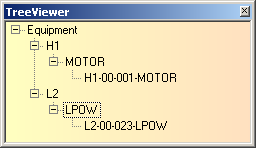 TreeViewer
Equipment
H1
MOTOR
H1-00-001-MOTOR
L2
LPOW
L2-00-023-LPOW